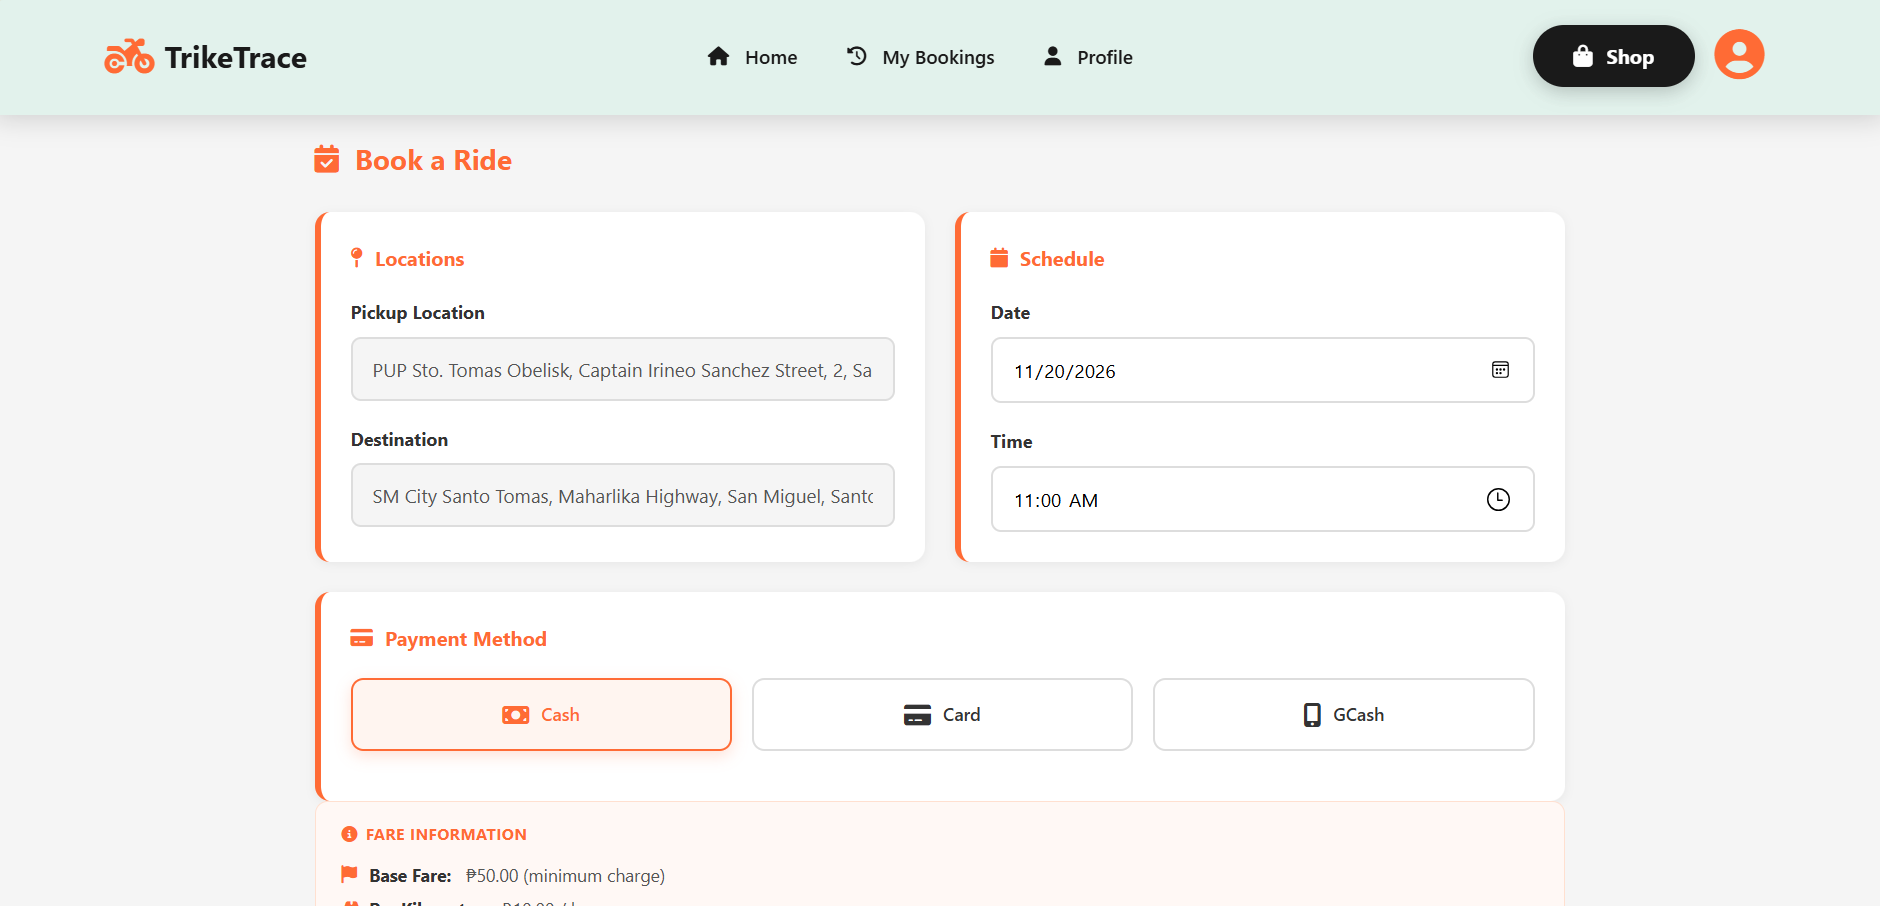 TrikeTrace
Home
My Bookings
Profile
Shop
Book a Ride
Locations
Pickup Location
PUP Sto. Tomas Obelisk, Captain Irineo Sanchez Street, 2, Sa
Destination
SM City Santo Tomas, Maharlika Highway, San Miguel, Santo
Schedule
Date
11/20/2026
Time
11:00 AM
Payment Method
Cash
Card
GCash
FARE INFORMATION
Base Fare: ₱50.00 (minimum charge)